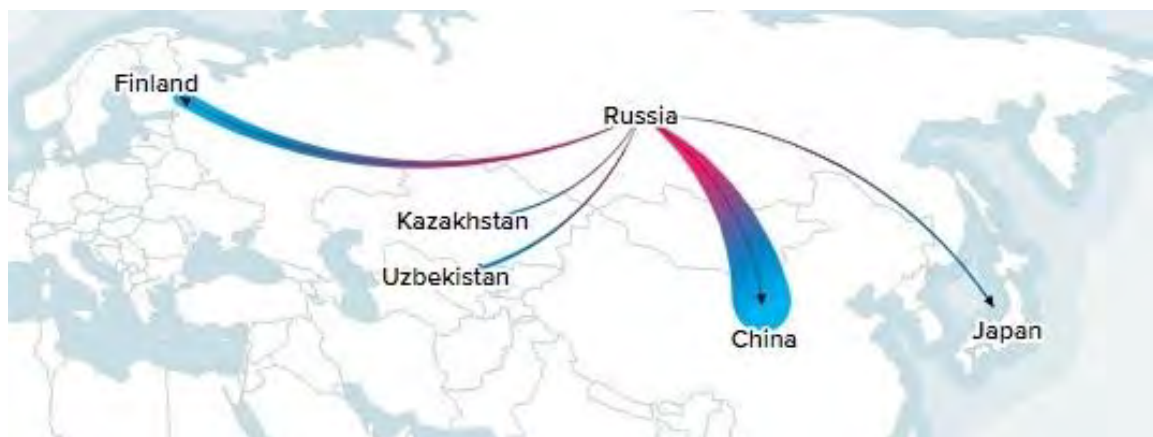 Finland
Russia
Kazakhstan
Uzbekistan
China
Japan